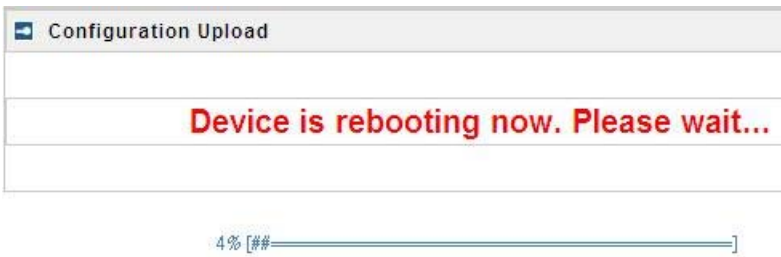 Configuration Upload
Device is rebooting now. Please wait...
4% [##══════════════════════════════]